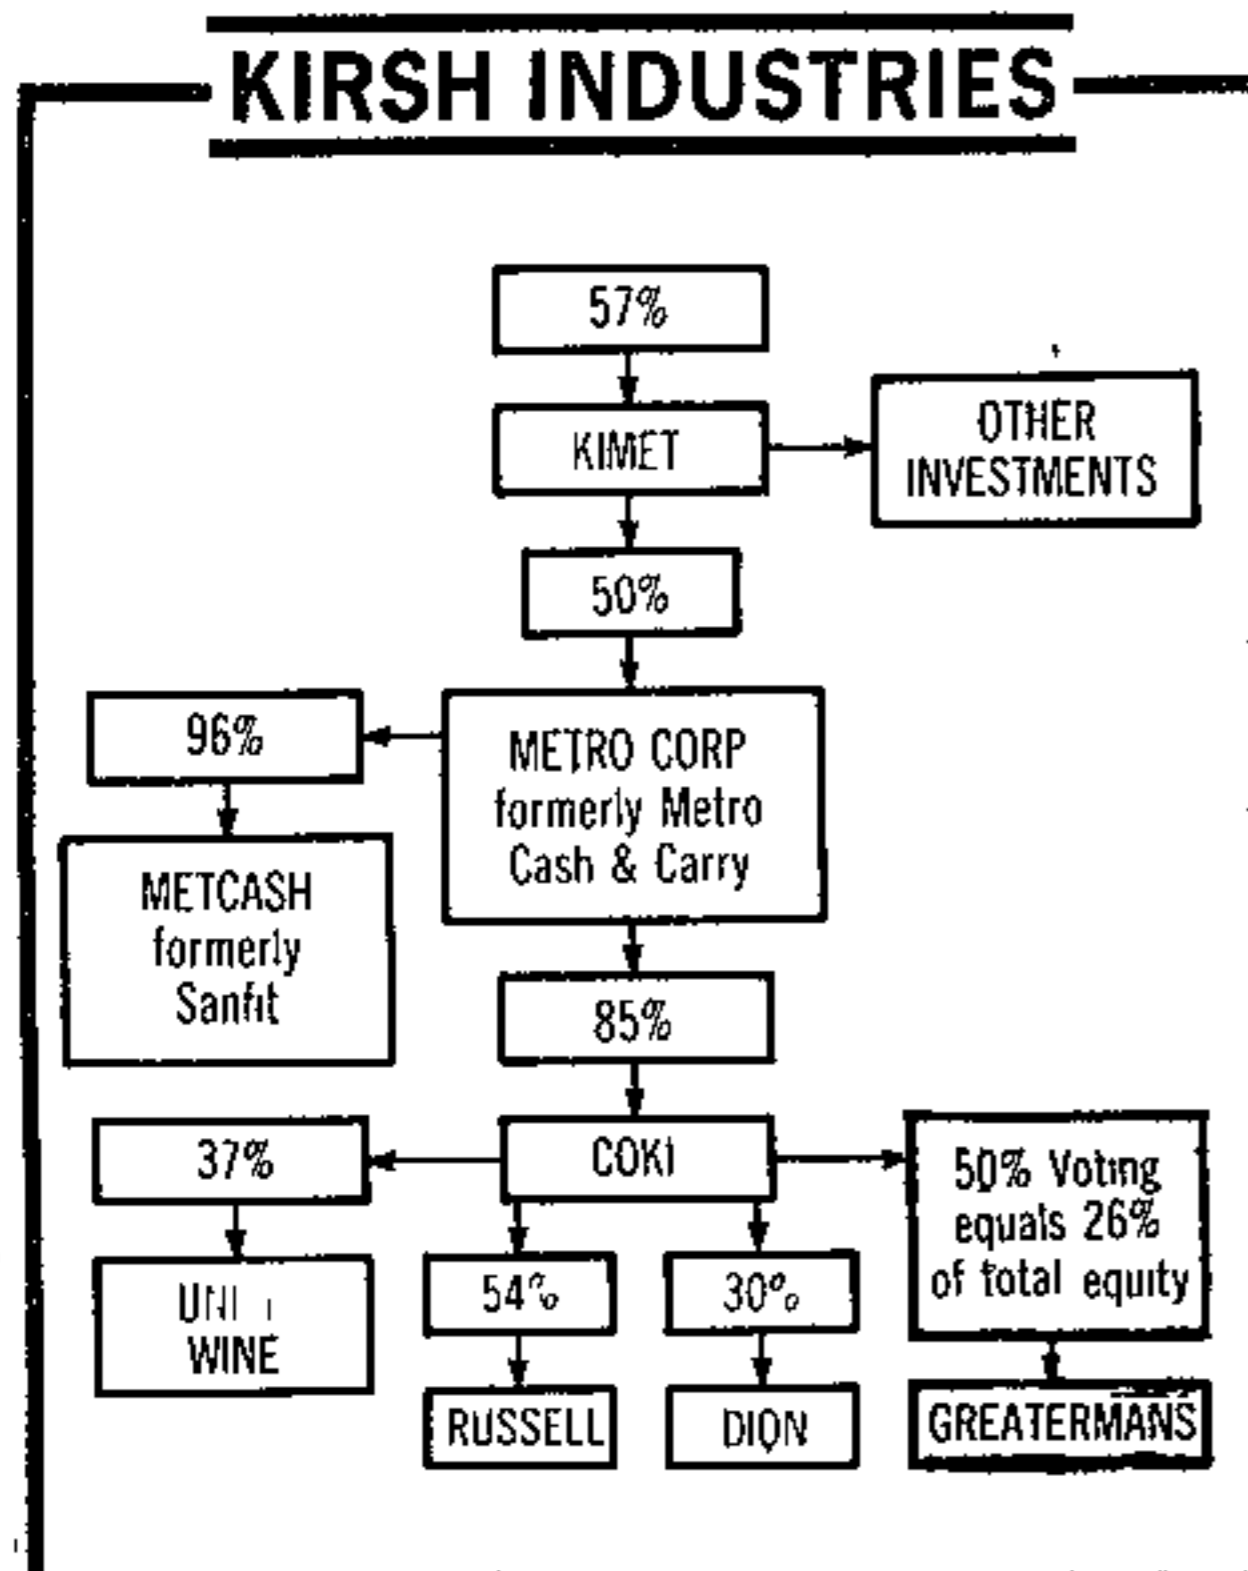 KIRSH INDUSTRIES
57%
KIMET
OTHER
INVESTMENTS
50%
96%
METRO CORP
formerly Metro
Cash & Carry
METCASH
formerly
Sanfit
85%
37%
COKI
50% Voting
equals 26%
of total equity
WINE
54%
30%
RUSSELL
DION
GREATERMANS